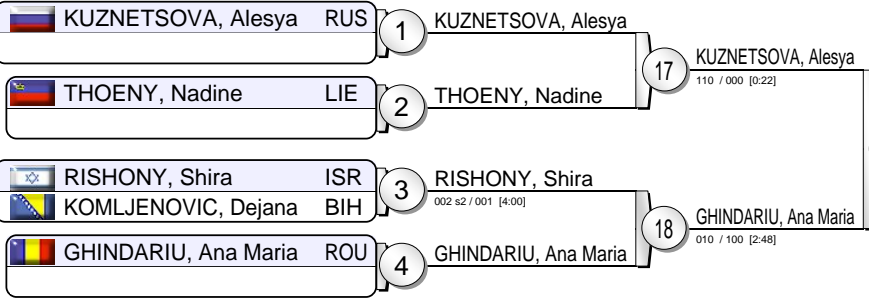 KUZNETSOVA, Alesya RUS
1
KUZNETSOVA, Alesya
THOENY, Nadine LIE
2
THOENY, Nadine
17
KUZNETSOVA, Alesya
110 / 000 [0:22]
RISHONY, Shira ISR
KOMLJENOVIC, Dejana BIH
3
RISHONY, Shira
002 s2 / 001 [4:00]
GHINDARIU, Ana Maria ROU
4
GHINDARIU, Ana Maria
18
GHINDARIU, Ana Maria
010 / 100 [2:48]